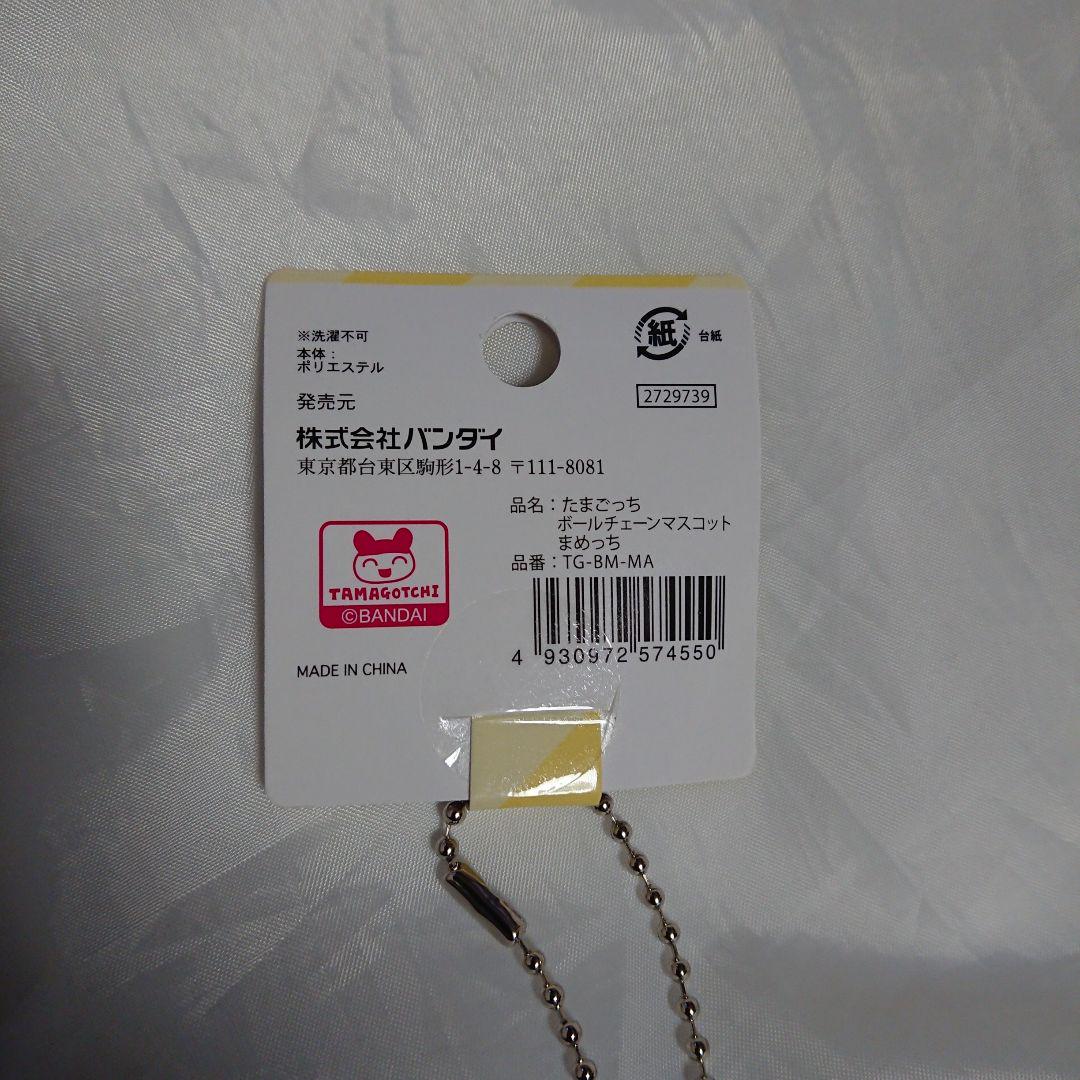 ※洗濯不可
本体：
ポリエステル
紙
台紙
2729739
発売元
株式会社バンダイ
東京都台東区駒形1-4-8 〒111-8081
品名：たまごっち
ボールチェーンマスコット
まめっち
品番：TG-BM-MA
TAMAGOTCHI
©BANDAI
4 930972 574550
MADE IN CHINA